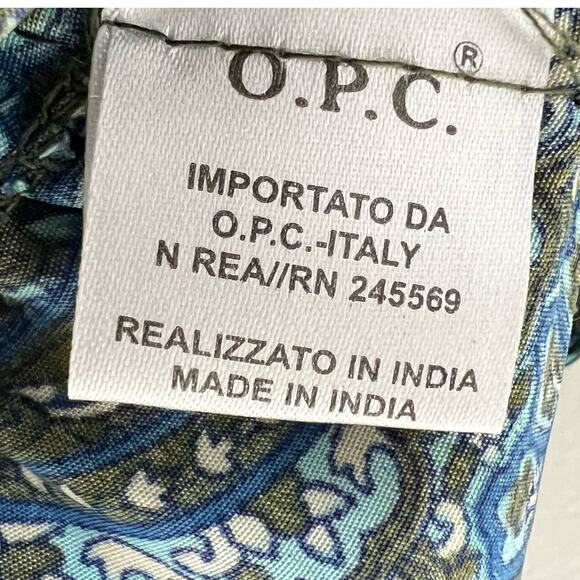 O.P.C.®
IMPORTATO DA
O.P.C.-ITALY
N REA//RN 245569
REALIZZATO IN INDIA
MADE IN INDIA